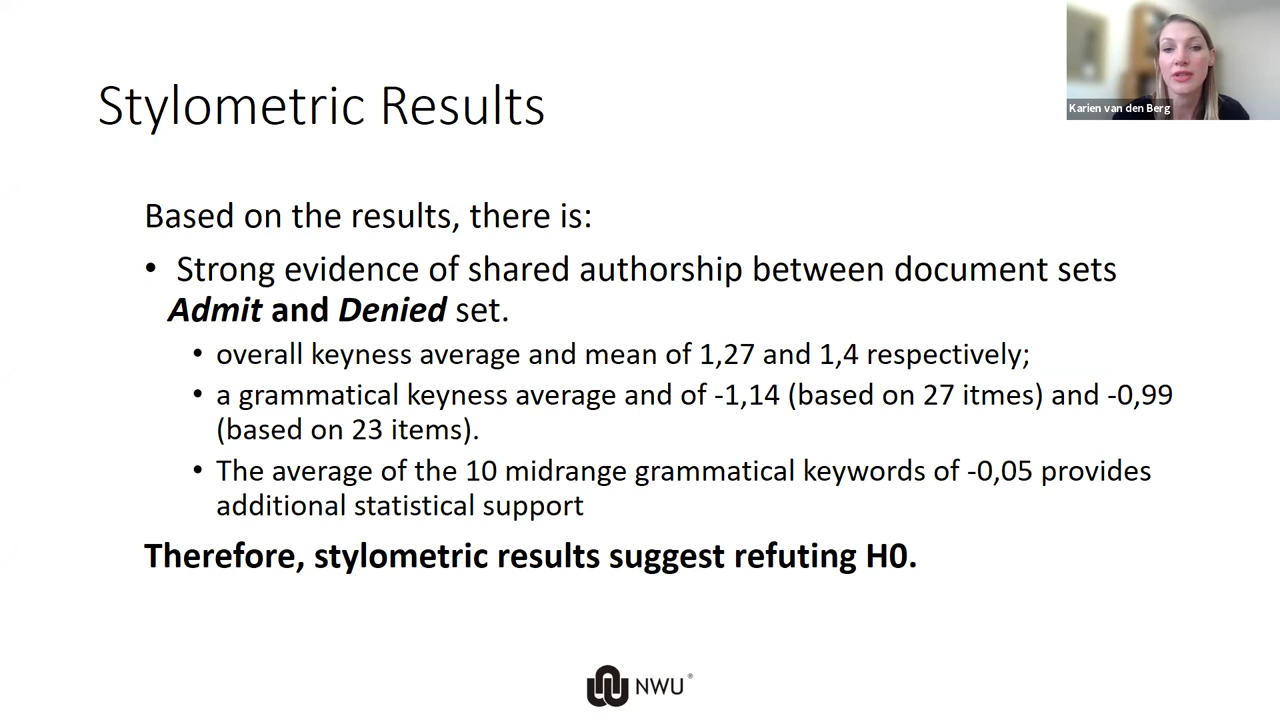 Karien van den Berg
Stylometric Results
Based on the results, there is:
• Strong evidence of shared authorship between document sets
Admit and Denied set.
• overall keyness average and mean of 1,27 and 1,4 respectively;
• a grammatical keyness average and of -1,14 (based on 27 itmes) and -0,99
(based on 23 items).
• The average of the 10 midrange grammatical keywords of -0,05 provides
additional statistical support
Therefore, stylometric results suggest refuting H0.
NWU®